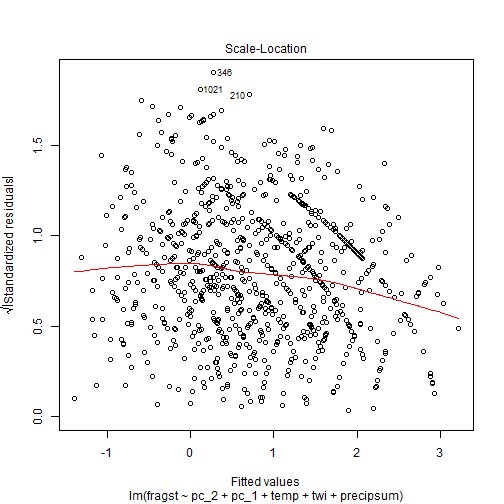 Scale-Location
346
1021
210
√|Standardized residuals|
1.5
1.0
0.5
0.0
-1 0 1 2 3
Fitted values
lm(fragst ~ pc_2 + pc_1 + temp + twi + precipsum)